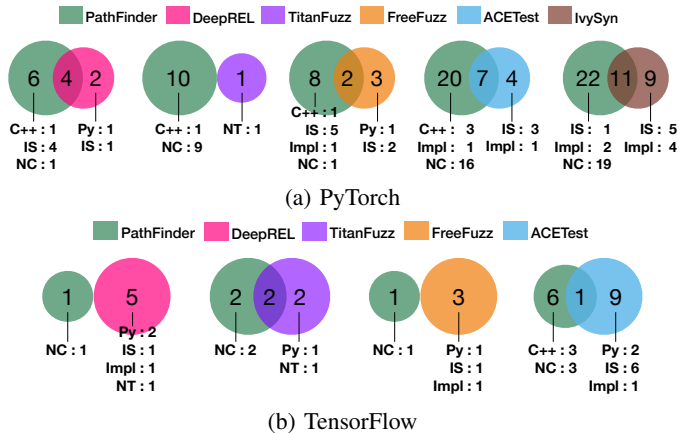 PathFinder DeepREL TitanFuzz FreeFuzz ACETest IvySyn
6 4 2 10 1 8 2 3 20 7 4 22 11 9
C++ : 1 Py : 1 C++ : 1 NT : 1 C++ : 1 Py : 1 C++ : 3 IS : 3 IS : 1 IS : 5
IS : 4 IS : 1 NC : 9 IS : 5 IS : 2 Impl : 1 Impl : 1 Impl : 2 Impl : 4
NC : 1 Impl : 1 NC : 16 NC : 19
NC : 1
(a) PyTorch
PathFinder DeepREL TitanFuzz FreeFuzz ACETest
1 5 2 2 2 1 3 6 1 9
NC : 1 Py : 2 NC : 2 Py : 1 NC : 1 Py : 1 C++ : 3 Py : 2
IS : 1 NT : 1 IS : 1 NC : 3 IS : 6
Impl : 1 Impl : 1 Impl : 1
NT : 1
(b) TensorFlow